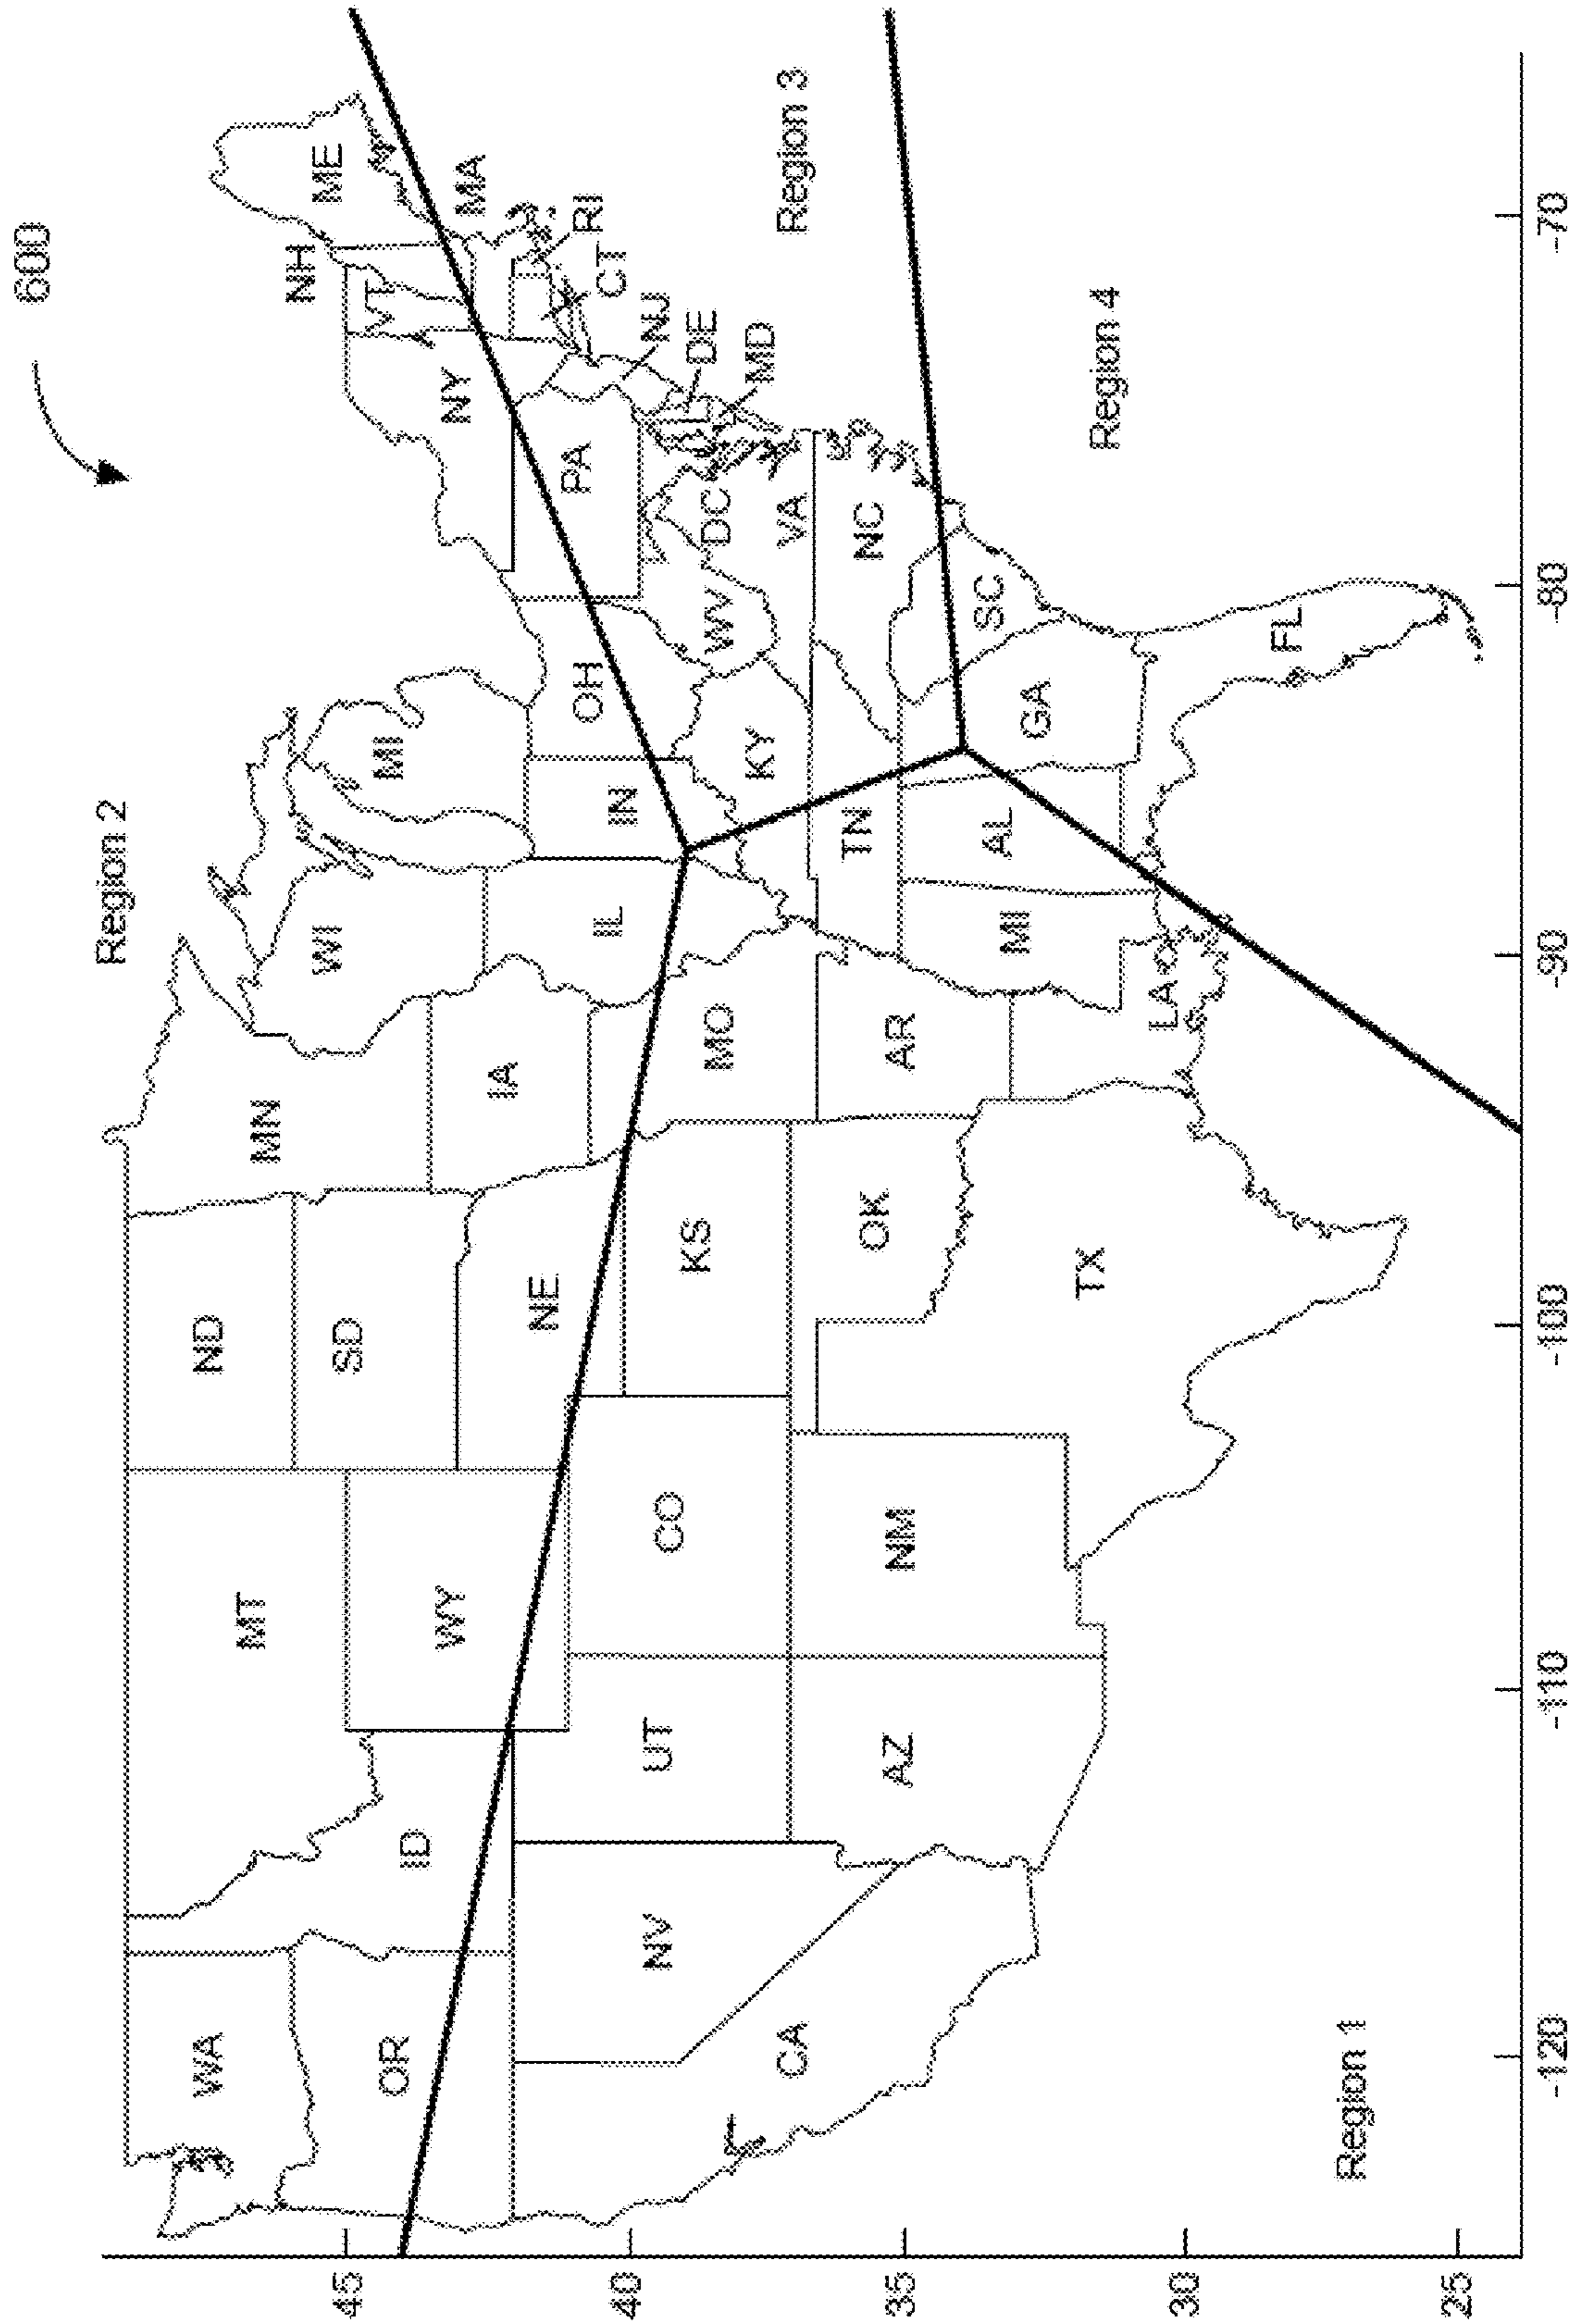 600
Region 2
WA
MT
ND
MN
ME
NH
VT
OR
ID
SD
WI
MI
NY
MA
WY
NE
IA
IL
IN
OH
PA
RI
CT
NJ
NV
UT
CO
KS
MO
KY
WV
DC
DE
MD
VA
Region 3
CA
AZ
NM
OK
AR
TN
NC
TX
MI
AL
GA
SC
LA
FL
Region 4
Region 1
45
40
35
30
25
-120
-110
-100
-90
-80
-70